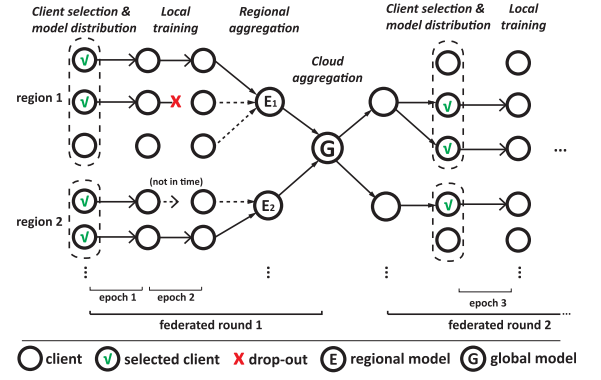 Client selection &
model distribution
Local
training
Regional
aggregation
Cloud
aggregation
Client selection &
model distribution
Local
training
√
region 1
√
X
E1
√
√
G
...
(not in time)
√
E2
√
region 2
√
...
...
...
...
epoch 1
epoch 2
epoch 3
federated round 1
federated round 2
...
client
√ selected client
X drop-out
E regional model
G global model